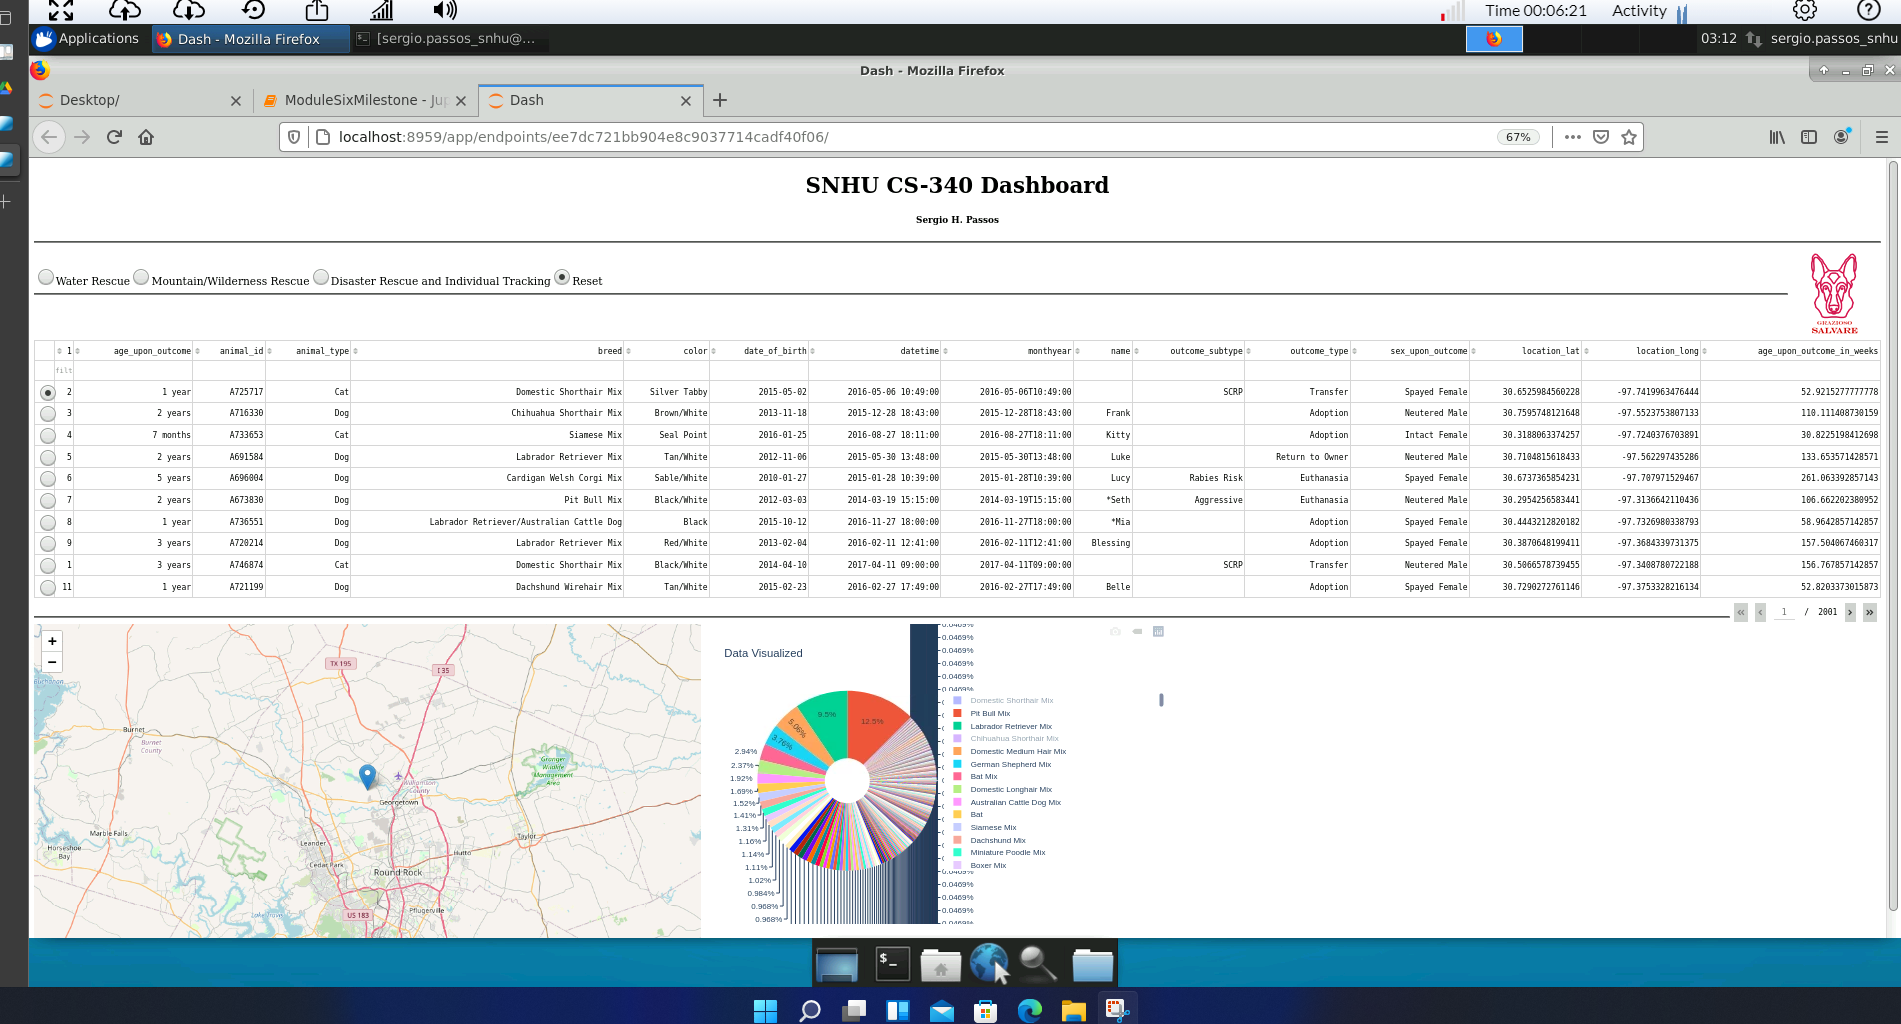 Time 00:06:21 Activity
Applications Dash - Mozilla Firefox [sergio.passos_snhu@... 03:12 sergio.passos_snhu
Dash - Mozilla Firefox
Desktop/ ModuleSixMilestone - Jup Dash
localhost:8959/app/endpoints/ee7dc721bb904e8c9037714cadf40f06/ 67%
SNHU CS-340 Dashboard
Sergio H. Passos
Water Rescue Mountain/Wilderness Rescue Disaster Rescue and Individual Tracking Reset
GRAZIOSO
SALVARE
1 age_upon_outcome animal_id animal_type breed color date_of_birth datetime monthyear name outcome_subtype outcome_type sex_upon_outcome location_lat location_long age_upon_outcome_in_weeks
filt
2 1 year A725717 Cat Domestic Shorthair Mix Silver Tabby 2015-05-02 2016-05-06 10:49:00 2016-05-06T10:49:00 SCRP Transfer Spayed Female 30.6525984560228 -97.7419963476444 52.9215277777778
3 2 years A716330 Dog Chihuahua Shorthair Mix Brown/White 2013-11-18 2015-12-28 18:43:00 2015-12-28T18:43:00 Frank Adoption Neutered Male 30.7595748121648 -97.5523753807133 110.111408730159
4 7 months A733653 Cat Siamese Mix Seal Point 2016-01-25 2016-08-27 18:11:00 2016-08-27T18:11:00 Kitty Adoption Intact Female 30.3188063374257 -97.7240376703891 30.8225198412698
5 2 years A691584 Dog Labrador Retriever Mix Tan/White 2012-11-06 2015-05-30 13:48:00 2015-05-30T13:48:00 Luke Return to Owner Neutered Male 30.7104815618433 -97.562297435286 133.653571428571
6 5 years A696004 Dog Cardigan Welsh Corgi Mix Sable/White 2010-01-27 2015-01-28 10:39:00 2015-01-28T10:39:00 Lucy Rabies Risk Euthanasia Spayed Female 30.6737365854231 -97.707971529467 261.063392857143
7 2 years A673830 Dog Pit Bull Mix Black/White 2012-03-03 2014-03-19 15:15:00 2014-03-19T15:15:00 *Seth Aggressive Euthanasia Neutered Male 30.2954256583441 -97.3136642110436 106.662202380952
8 1 year A736551 Dog Labrador Retriever/Australian Cattle Dog Black 2015-10-12 2016-11-27 18:00:00 2016-11-27T18:00:00 *Mia Adoption Spayed Female 30.4443212820182 -97.7326980338793 58.9642857142857
9 3 years A720214 Dog Labrador Retriever Mix Red/White 2013-02-04 2016-02-11 12:41:00 2016-02-11T12:41:00 Blessing Adoption Spayed Female 30.3870648199411 -97.3684339731375 157.504067460317
1 3 years A746874 Cat Domestic Shorthair Mix Black/White 2014-04-10 2017-04-11 09:00:00 2017-04-11T09:00:00 SCRP Transfer Neutered Male 30.5066578739455 -97.3408780722188 156.767857142857
11 1 year A721199 Dog Dachshund Wirehair Mix Tan/White 2015-02-23 2016-02-27 17:49:00 2016-02-27T17:49:00 Belle Adoption Spayed Female 30.7290272761146 -97.3753328216134 52.8203373015873
« ‹ 1 / 2001 › »
+
−
TX 195
I 35
Buchanan
Burnet
Burnet
County
Granger
Wildlife
Management
Area
Williamson
County
Georgetown
Marble Falls
Horseshoe
Bay
Leander
Taylor
Hutto
Cedar Park
Round Rock
Pflugerville
Lake Travis
US 183
Data Visualized
12.5%
9.5%
5.06%
3.76%
2.94%
2.37%
1.92%
1.69%
1.52%
1.41%
1.31%
1.16%
1.14%
1.11%
1.02%
0.984%
0.968%
0.968%
0.0469%
0.0469%
0.0469%
0.0469%
0.0469%
0.0469%
Domestic Shorthair Mix
Pit Bull Mix
Labrador Retriever Mix
Chihuahua Shorthair Mix
Domestic Medium Hair Mix
German Shepherd Mix
Bat Mix
Domestic Longhair Mix
Australian Cattle Dog Mix
Bat
Siamese Mix
Dachshund Mix
Miniature Poodle Mix
Boxer Mix
0.0469%
0.0469%
0.0469%
0.0469%
0.0469%